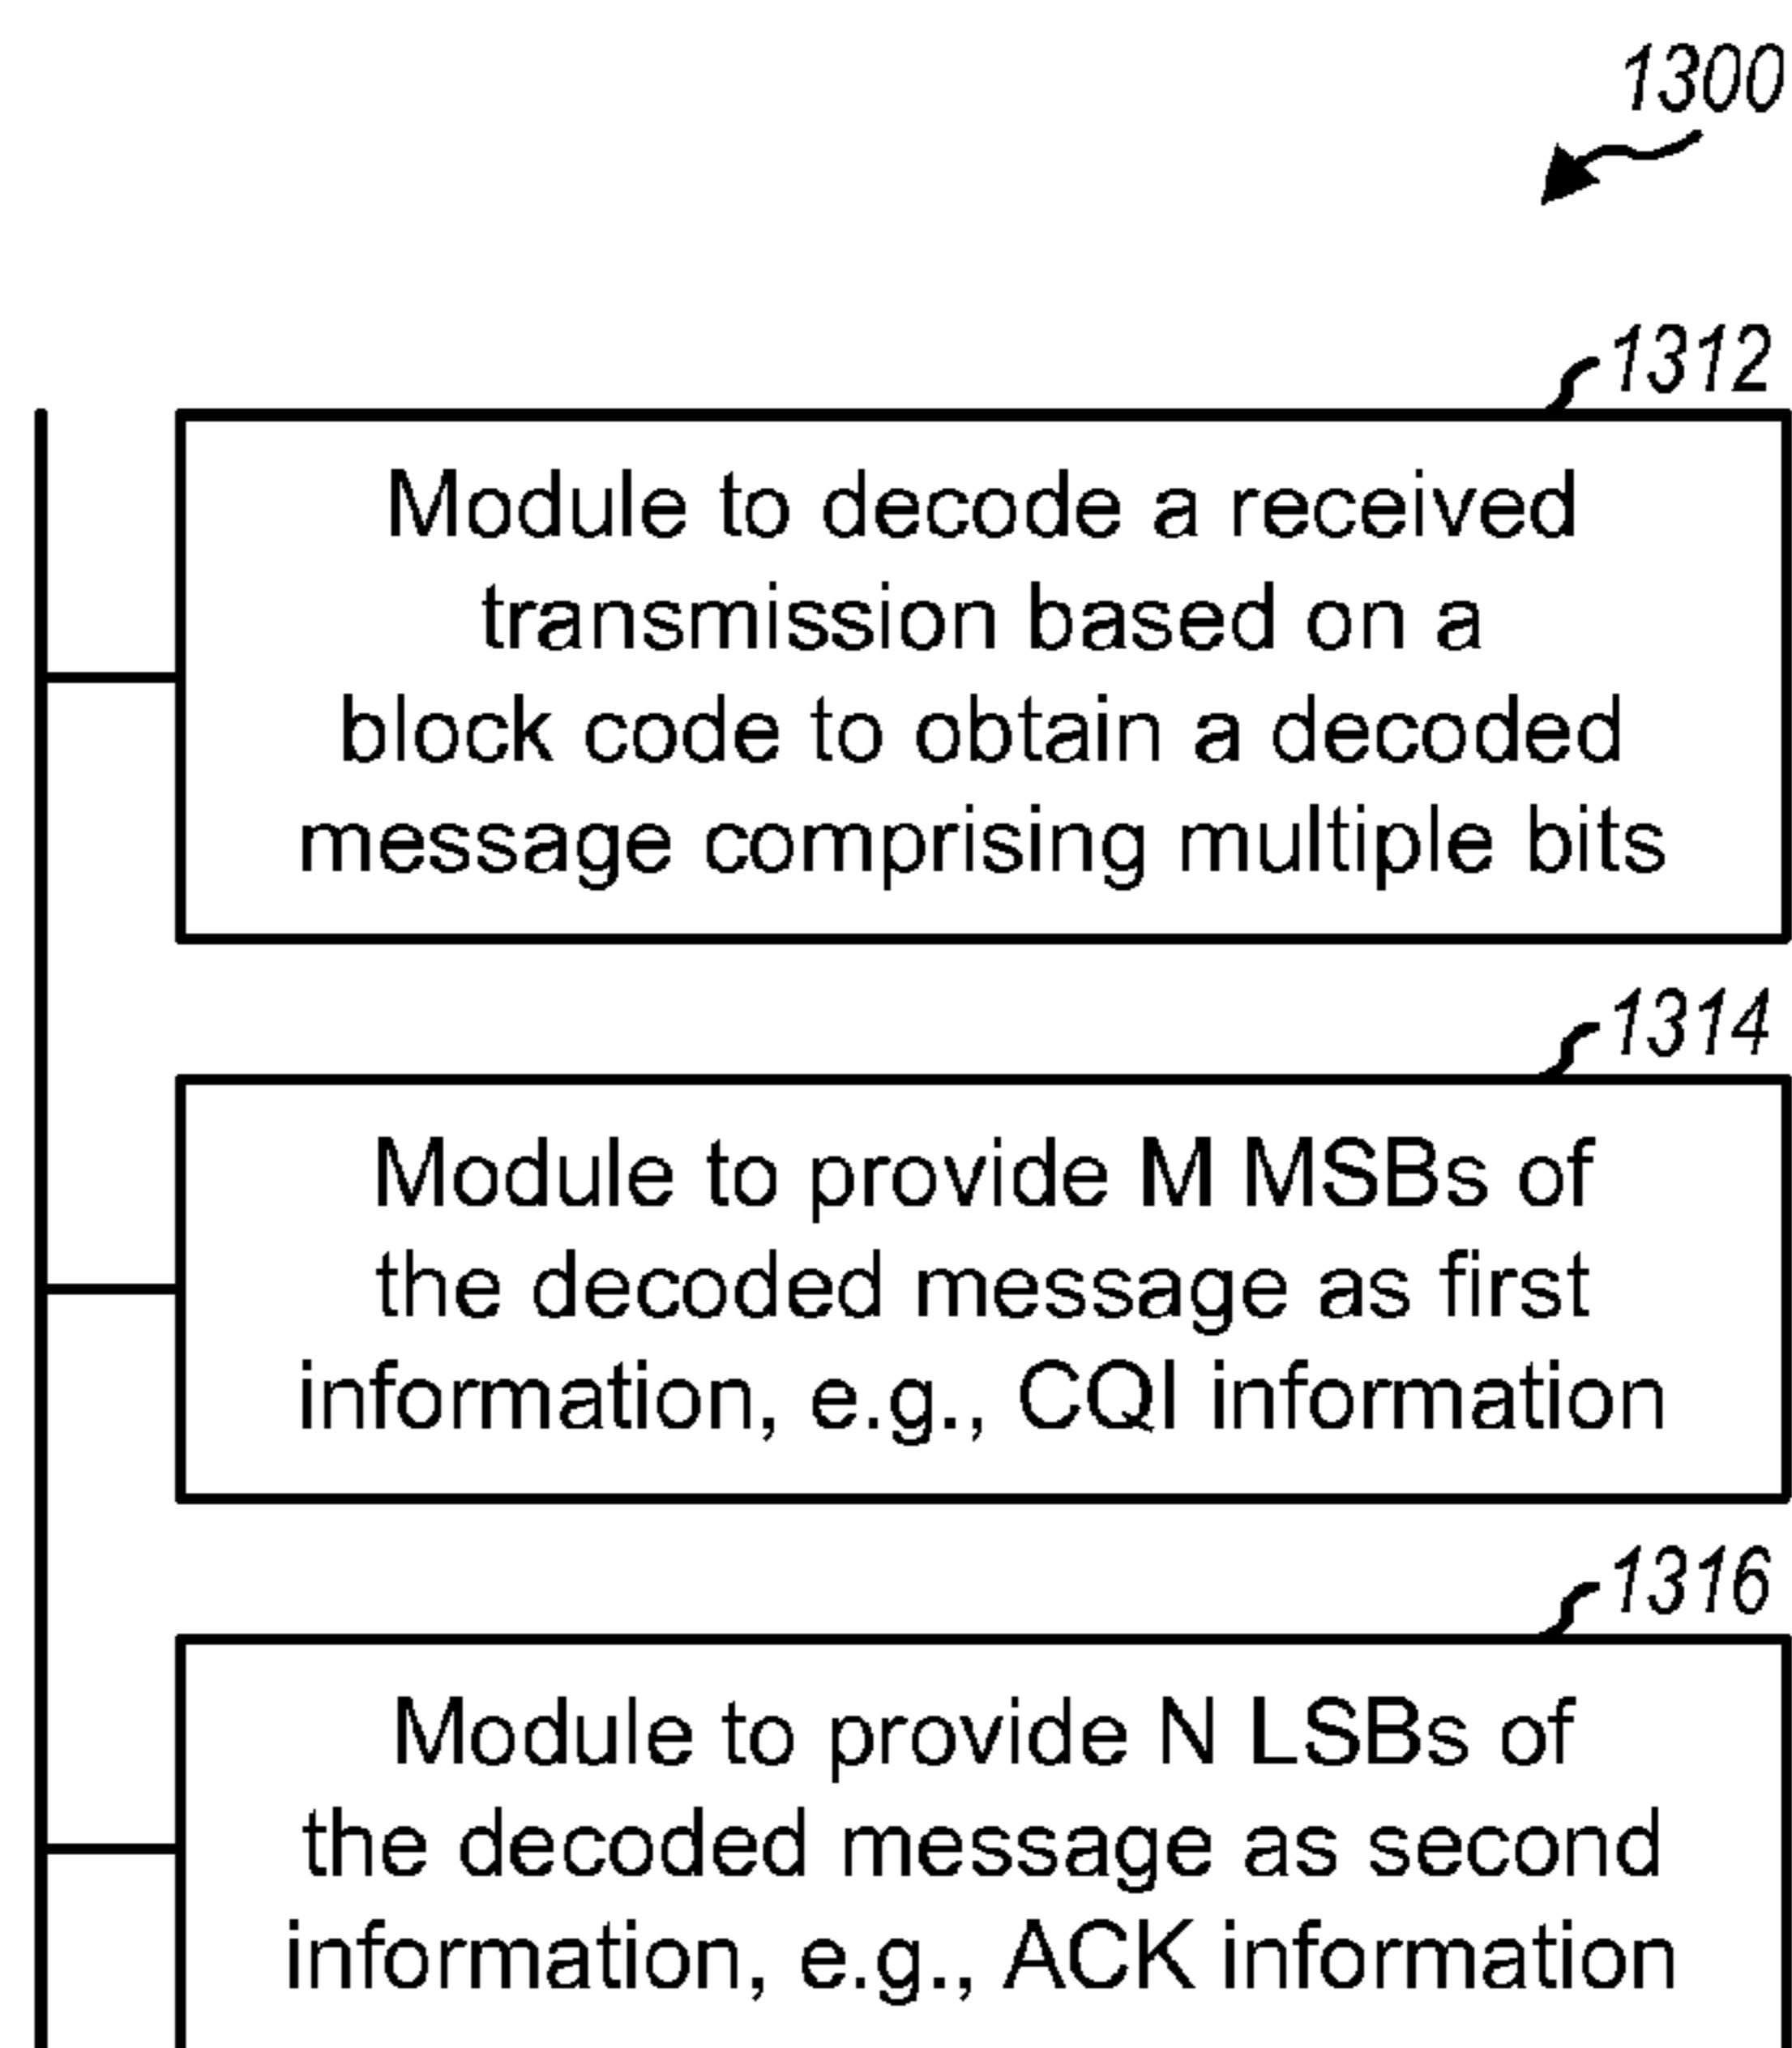 1300
1312
Module to decode a received
transmission based on a
block code to obtain a decoded
message comprising multiple bits
1314
Module to provide M MSBs of
the decoded message as first
information, e.g., CQI information
1316
Module to provide N LSBs of
the decoded message as second
information, e.g., ACK information